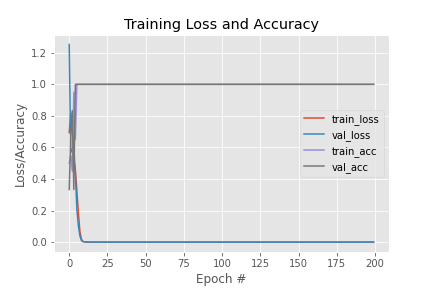 Training Loss and Accuracy
Loss/Accuracy
1.2
1.0
0.8
0.6
0.4
0.2
0.0
train_loss
val_loss
train_acc
val_acc
0 25 50 75 100 125 150 175 200
Epoch #